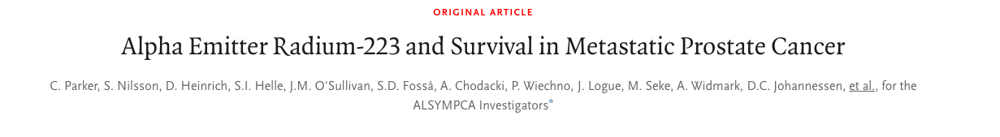 ORIGINAL ARTICLE
Alpha Emitter Radium-223 and Survival in Metastatic Prostate Cancer
C. Parker, S. Nilsson, D. Heinrich, S.I. Helle, J.M. O'Sullivan, S.D. Fosså, A. Chodacki, P. Wiechno, J. Logue, M. Seke, A. Widmark, D.C. Johannessen, et al., for the
ALSYMPCA Investigators*